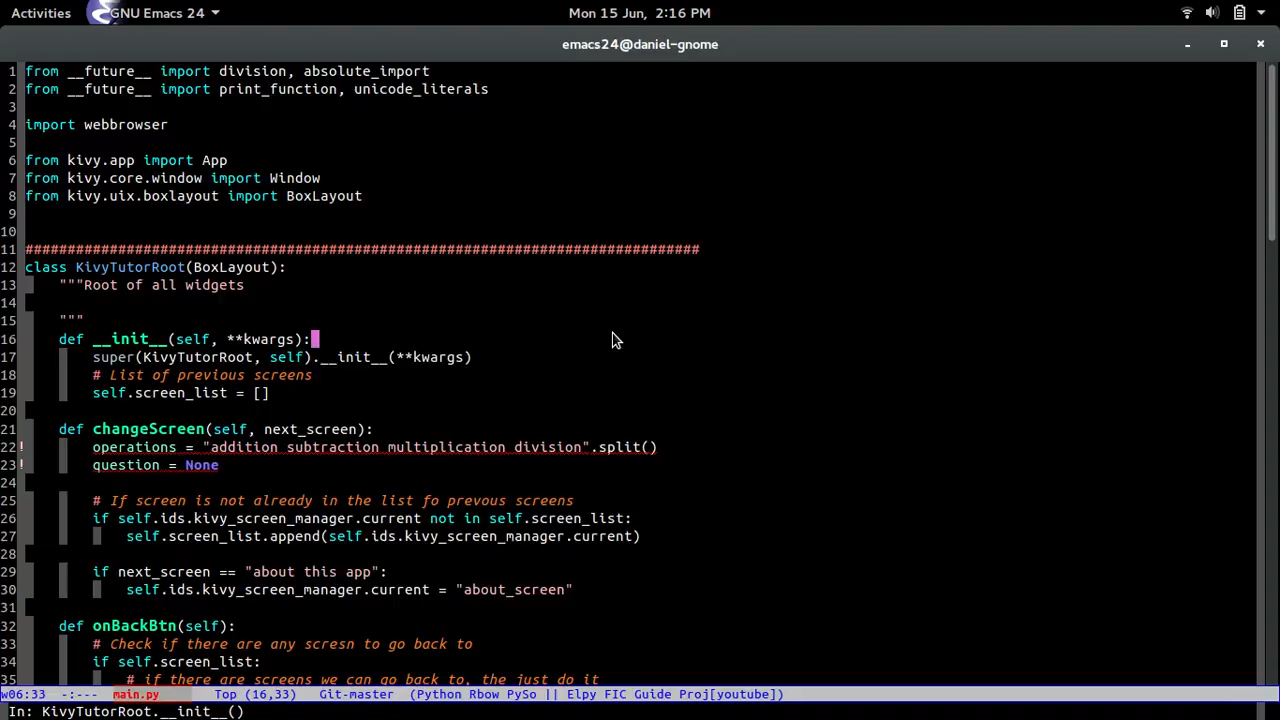 Activities GNU Emacs 24 Mon 15 Jun, 2:16 PM
emacs24@daniel-gnome
1 from __future__ import division, absolute_import
2 from __future__ import print_function, unicode_literals
3
4 import webbrowser
5
6 from kivy.app import App
7 from kivy.core.window import Window
8 from kivy.uix.boxlayout import BoxLayout
9
10
11 ################################################################################
12 class KivyTutorRoot(BoxLayout):
13 """Root of all widgets
14
15 """
16 def __init__(self, **kwargs):
17 super(KivyTutorRoot, self).__init__(**kwargs)
18 # List of previous screens
19 self.screen_list = []
20
21 def changeScreen(self, next_screen):
22! operations = "addition subtraction multiplication division".split()
23! question = None
24
25 # If screen is not already in the list fo prevous screens
26 if self.ids.kivy_screen_manager.current not in self.screen_list:
27 self.screen_list.append(self.ids.kivy_screen_manager.current)
28
29 if next_screen == "about this app":
30 self.ids.kivy_screen_manager.current = "about_screen"
31
32 def onBackBtn(self):
33 # Check if there are any scresn to go back to
34 if self.screen_list:
35 # if there are screens we can go back to, the just do it
w06:33 -:--- main.py Top (16,33) Git-master (Python Rbow PySo || Elpy FIC Guide Proj[youtube])
In: KivyTutorRoot.__init__()